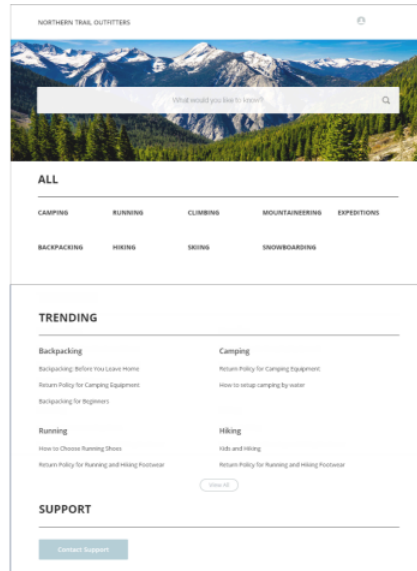 NORTHERN TRAIL OUTFITTERS
What would you like to know?
ALL
CAMPING RUNNING CLIMBING MOUNTAINEERING EXPEDITIONS
BACKPACKING HIKING SKIING SNOWBOARDING
TRENDING
Backpacking Camping
Backpacking: Before You Leave Home Return Policy for Camping Equipment
Return Policy for Camping Equipment How to setup camping by water
Backpacking for Beginners
Running Hiking
How to Choose Running Shoes Kids and Hiking
Return Policy for Running and Hiking Footwear Return Policy for Running and Hiking Footwear
View All
SUPPORT
Contact Support